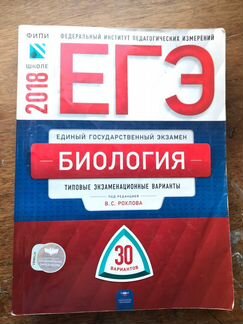 ФИПИ
ШКОЛЕ
ФЕДЕРАЛЬНЫЙ ИНСТИТУТ ПЕДАГОГИЧЕСКИХ ИЗМЕРЕНИЙ
2018
ЕГЭ
ЕДИНЫЙ ГОСУДАРСТВЕННЫЙ ЭКЗАМЕН
БИОЛОГИЯ
ТИПОВЫЕ ЭКЗАМЕНАЦИОННЫЕ ВАРИАНТЫ
ПОД РЕДАКЦИЕЙ
В.С. РОХЛОВА
30
ВАРИАНТОВ